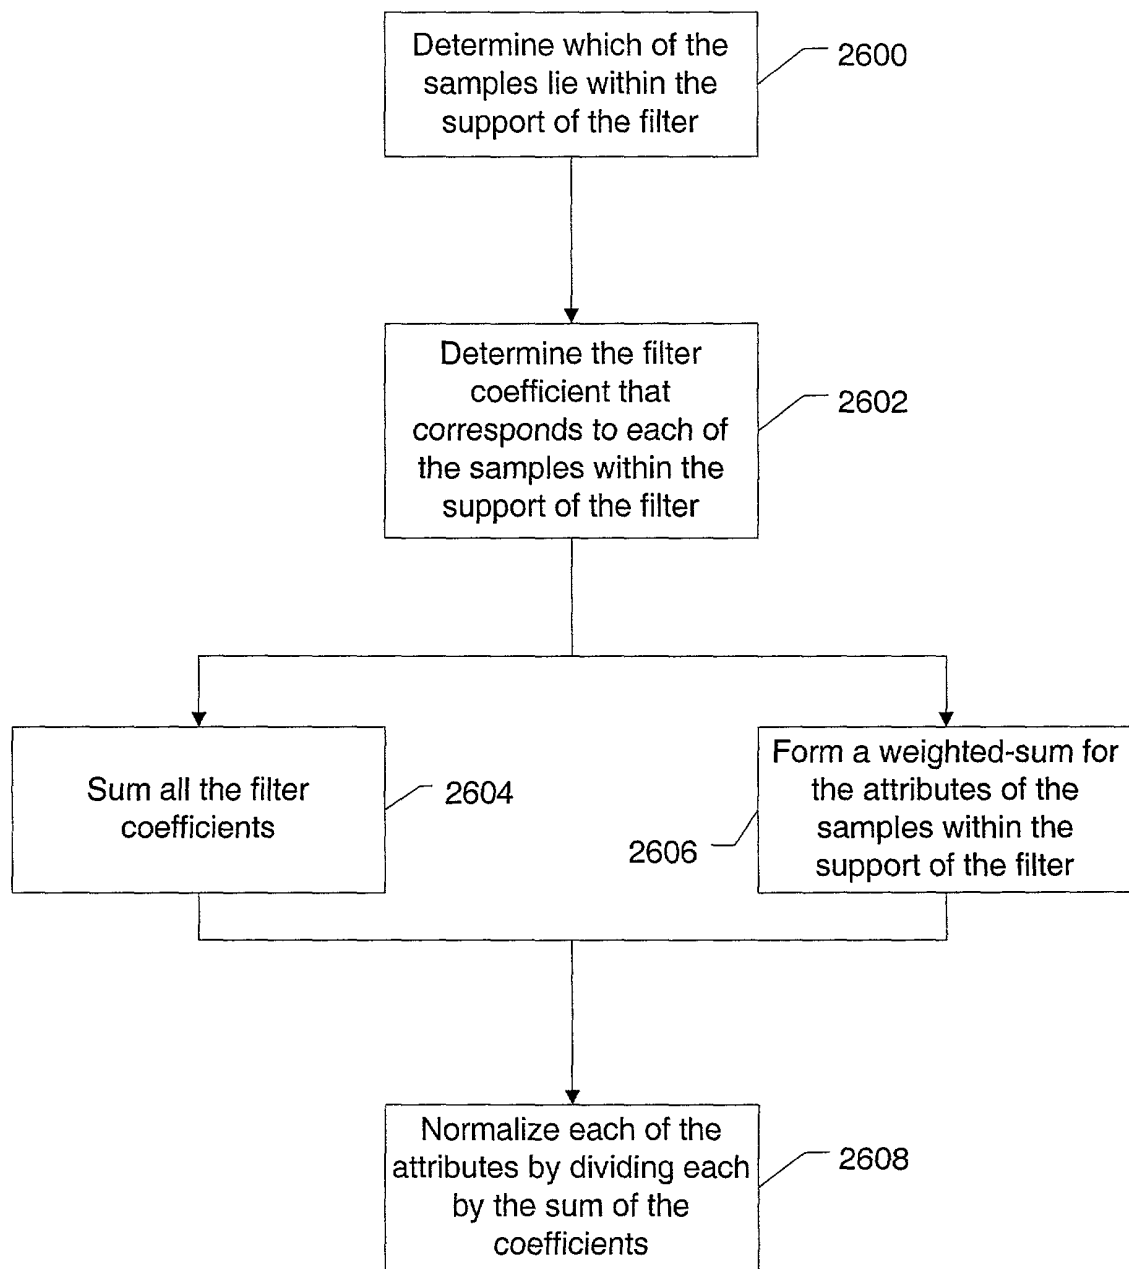 Determine which of the
samples lie within the
support of the filter
2600
Determine the filter
coefficient that
corresponds to each of
the samples within the
support of the filter
2602
Sum all the filter
coefficients
2604
Form a weighted-sum for
the attributes of the
samples within the
support of the filter
2606
Normalize each of the
attributes by dividing each
by the sum of the
coefficients
2608